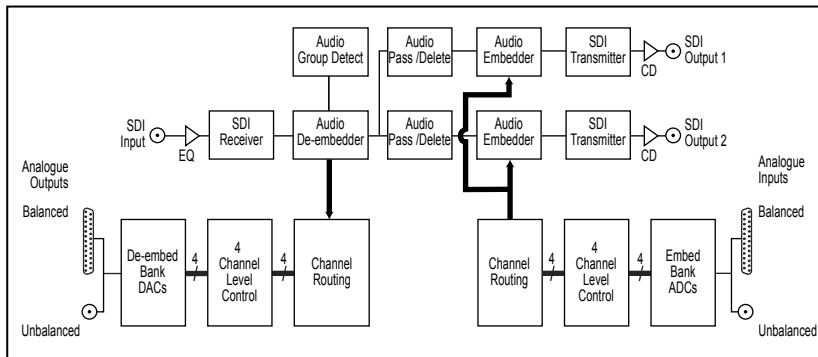 Audio
Group Detect
Audio
Pass /Delete
Audio
Embedder
SDI
Transmitter
CD
SDI
Output 1
SDI
Input
EQ
SDI
Receiver
Audio
De-embedder
Audio
Pass /Delete
Audio
Embedder
SDI
Transmitter
CD
SDI
Output 2
Analogue
Outputs
Balanced
Unbalanced
De-embed
Bank
DACs
4
4
Channel
Level
Control
4
Channel
Routing
Channel
Routing
4
4
Channel
Level
Control
4
Embed
Bank
ADCs
Analogue
Inputs
Balanced
Unbalanced